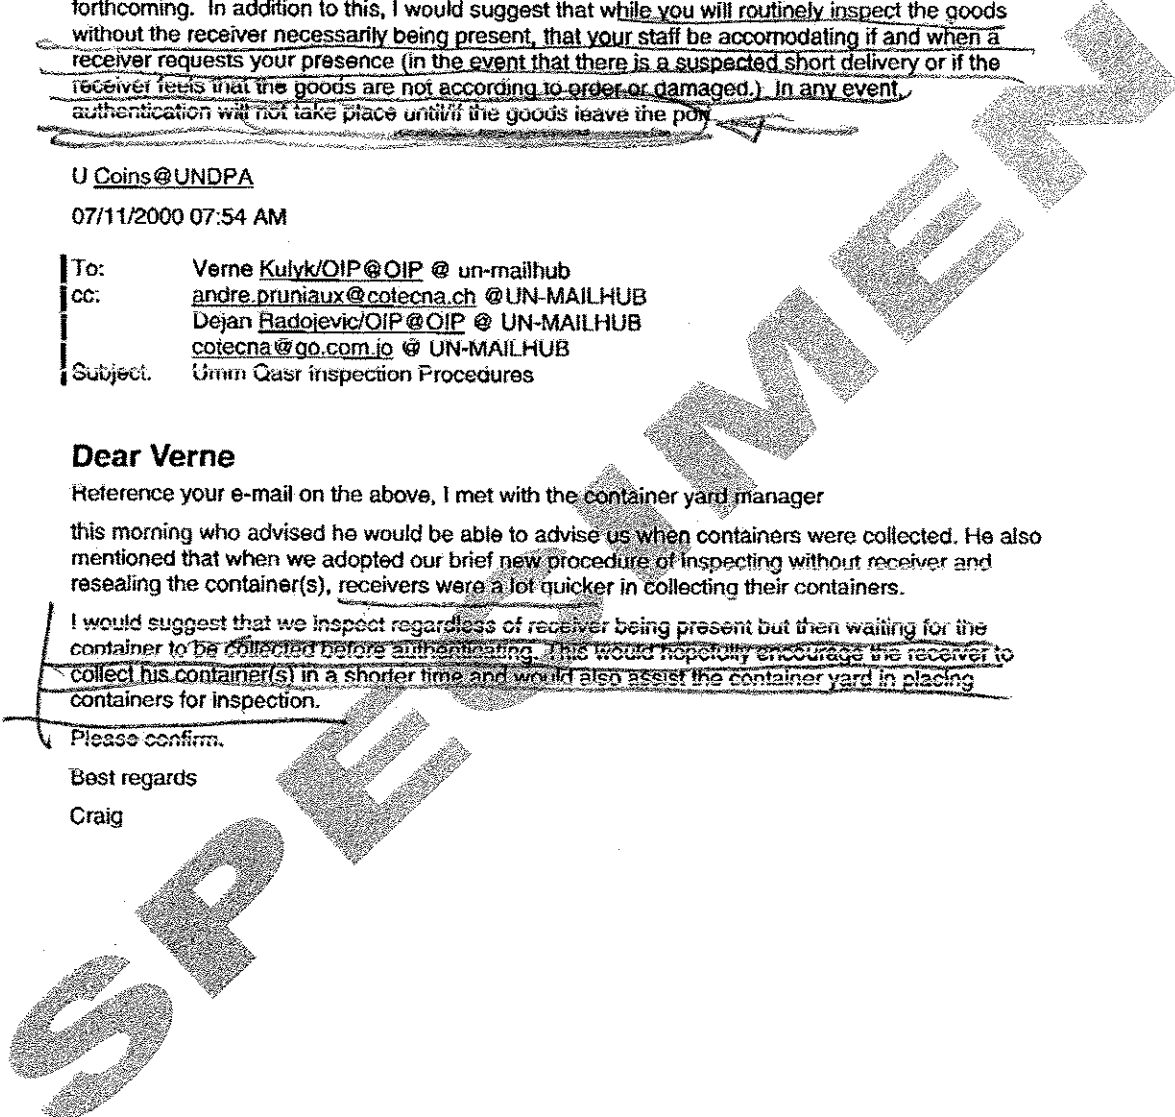 forthcoming. In addition to this, I would suggest that while you will routinely inspect the goods
without the receiver necessarily being present, that your staff be accomodating if and when a
receiver requests your presence (in the event that there is a suspected short delivery or if the
receiver feels that the goods are not according to order or damaged.) In any event,
authentication will not take place until/if the goods leave the port
U Coins@UNDPA
07/11/2000 07:54 AM
To: Verne Kulyk/OIP@OIP @ un-mailhub
cc: andre.pruniaux@cotecna.ch @UN-MAILHUB
Dejan Radojevic/OIP@OIP @ UN-MAILHUB
cotecna@go.com.jo @ UN-MAILHUB
Subject: Umm Qasr Inspection Procedures
Dear Verne
Reference your e-mail on the above, I met with the container yard manager
this morning who advised he would be able to advise us when containers were collected. He also
mentioned that when we adopted our brief new procedure of inspecting without receiver and
resealing the container(s), receivers were a lot quicker in collecting their containers.
I would suggest that we inspect regardless of receiver being present but then waiting for the
container to be collected before authenticating. This would hopefully encourage the receiver to
collect his container(s) in a shorter time and would also assist the container yard in placing
containers for inspection.
Please confirm.
Best regards
Craig
SPECIMEN